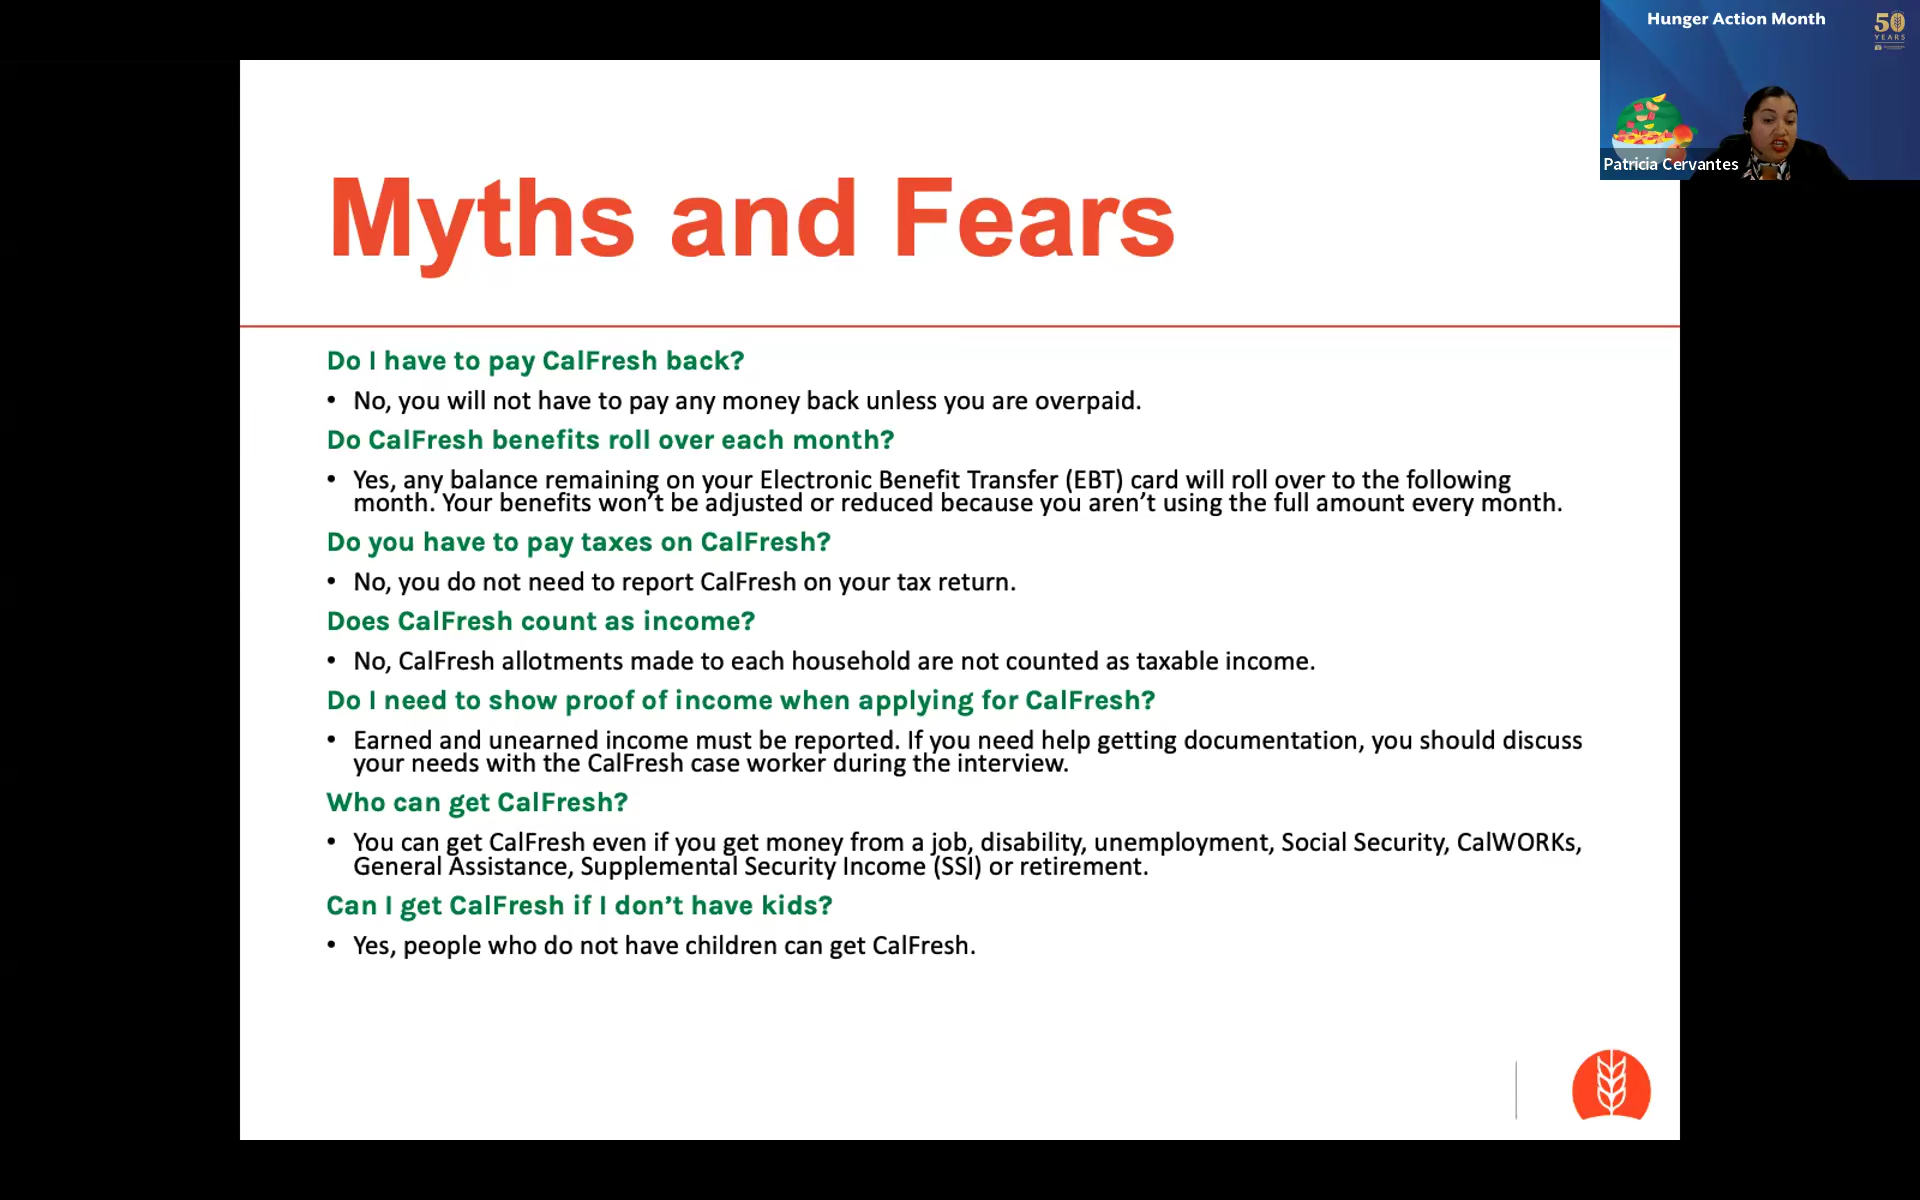 Hunger Action Month
50
YEARS
Patricia Cervantes
Myths and Fears
Do I have to pay CalFresh back?
• No, you will not have to pay any money back unless you are overpaid.
Do CalFresh benefits roll over each month?
• Yes, any balance remaining on your Electronic Benefit Transfer (EBT) card will roll over to the following
month. Your benefits won’t be adjusted or reduced because you aren’t using the full amount every month.
Do you have to pay taxes on CalFresh?
• No, you do not need to report CalFresh on your tax return.
Does CalFresh count as income?
• No, CalFresh allotments made to each household are not counted as taxable income.
Do I need to show proof of income when applying for CalFresh?
• Earned and unearned income must be reported. If you need help getting documentation, you should discuss
your needs with the CalFresh case worker during the interview.
Who can get CalFresh?
• You can get CalFresh even if you get money from a job, disability, unemployment, Social Security, CalWORKs,
General Assistance, Supplemental Security Income (SSI) or retirement.
Can I get CalFresh if I don’t have kids?
• Yes, people who do not have children can get CalFresh.